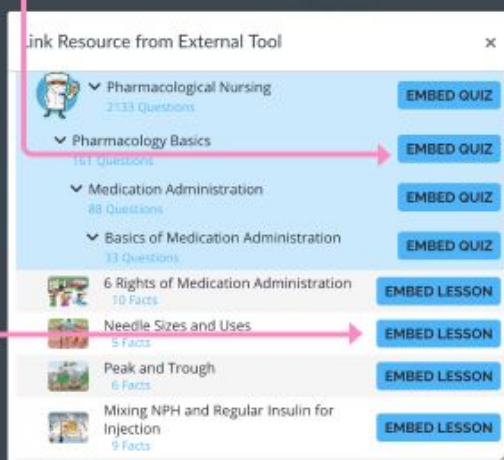 Link Resource from External Tool ×
Pharmacological Nursing
2133 Questions
EMBED QUIZ
Pharmacology Basics
161 Questions
EMBED QUIZ
Medication Administration
88 Questions
EMBED QUIZ
Basics of Medication Administration
33 Questions
EMBED QUIZ
6 Rights of Medication Administration
10 Facts
EMBED LESSON
Needle Sizes and Uses
5 Facts
EMBED LESSON
Peak and Trough
6 Facts
EMBED LESSON
Mixing NPH and Regular Insulin for
Injection
9 Facts
EMBED LESSON